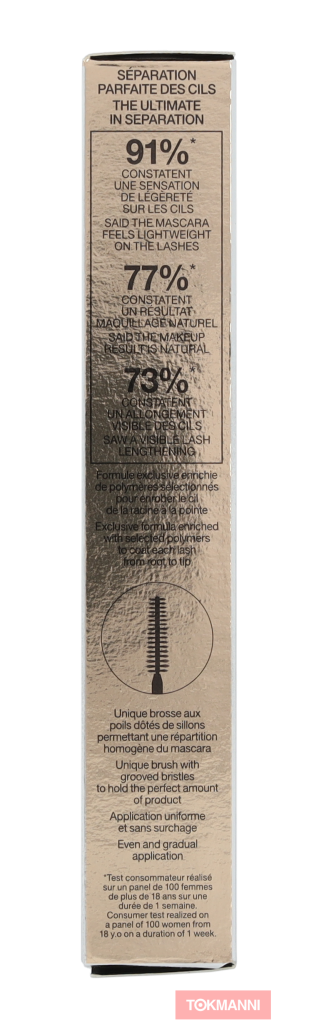 SÉPARATION
PARFAITE DES CILS
THE ULTIMATE
IN SEPARATION
91%*
CONSTATENT
UNE SENSATION
DE LÉGÈRETÉ
SUR LES CILS
SAID THE MASCARA
FEELS LIGHTWEIGHT
ON THE LASHES
77%*
CONSTATENT
UN RÉSULTAT
MAQUILLAGE NATUREL
SAID THE MAKEUP
RESULT IS NATURAL
73%*
CONSTATENT
UN ALLONGEMENT
VISIBLE DES CILS
SAW A VISIBLE LASH
LENGTHENING
Formule exclusive enrichie
de polymères sélectionnés
pour enrober le cil
de la racine à la pointe
Exclusive formula enriched
with selected polymers
to coat each lash
from root to tip
Unique brosse aux
poils dôtés de sillons
permettant une répartition
homogène du mascara
Unique brush with
grooved bristles
to hold the perfect amount
of product
Application uniforme
et sans surchage
Even and gradual
application
*Test consommateur réalisé
sur un panel de 100 femmes
de plus de 18 ans sur une
durée de 1 semaine.
Consumer test realized on
a panel of 100 women from
18 y.o on a duration of 1 week.
TOKMANNI